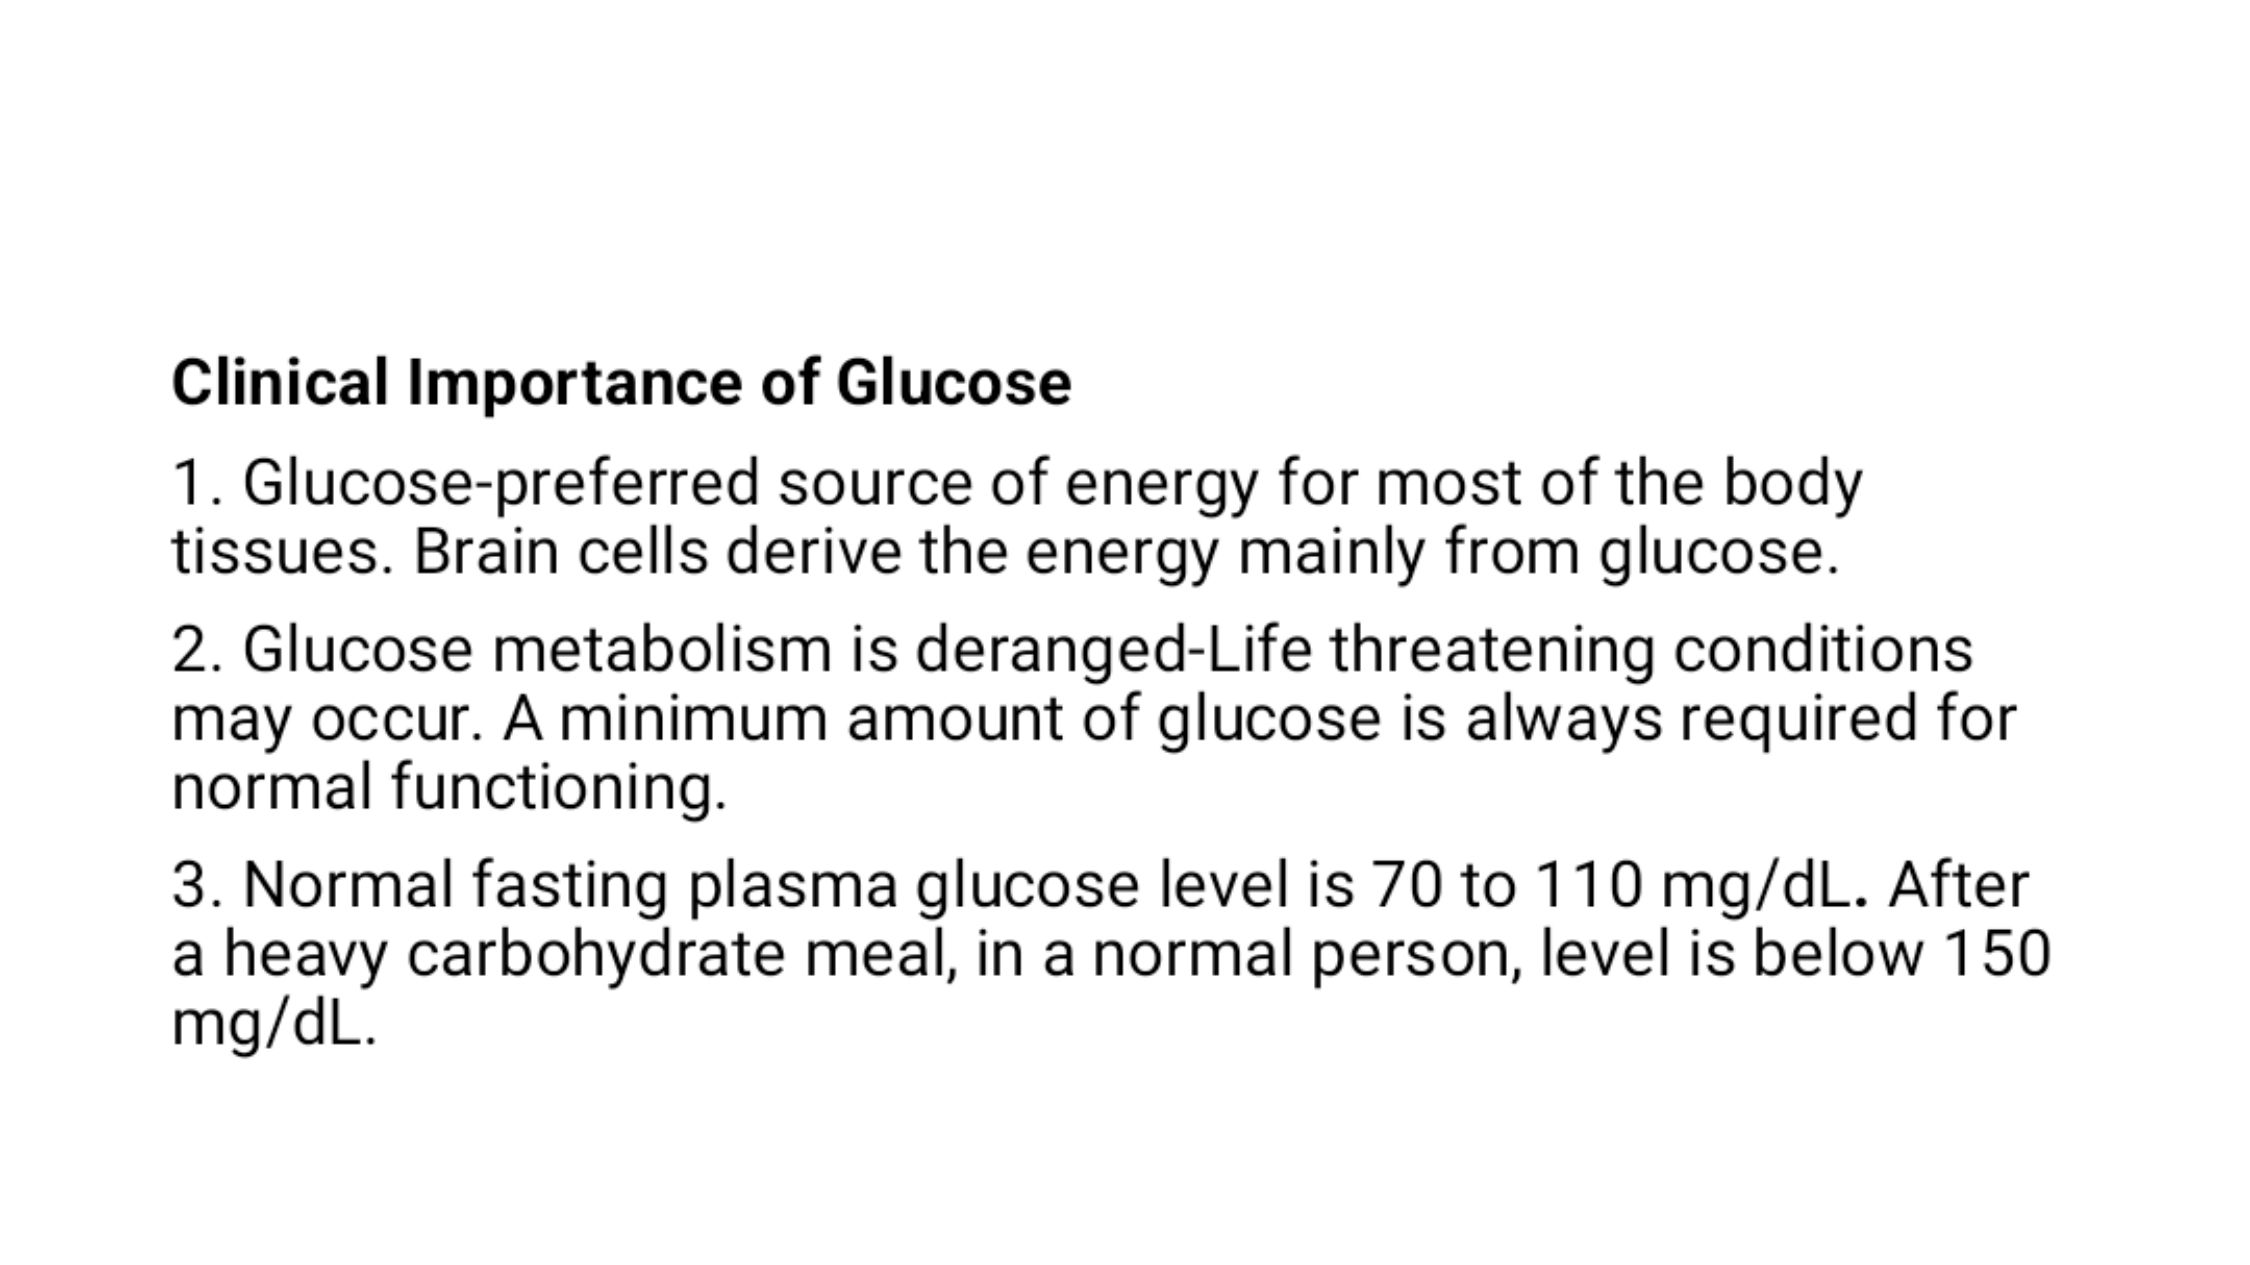 Clinical Importance of Glucose
1. Glucose-preferred source of energy for most of the body
tissues. Brain cells derive the energy mainly from glucose.
2. Glucose metabolism is deranged-Life threatening conditions
may occur. A minimum amount of glucose is always required for
normal functioning.
3. Normal fasting plasma glucose level is 70 to 110 mg/dL. After
a heavy carbohydrate meal, in a normal person, level is below 150
mg/dL.